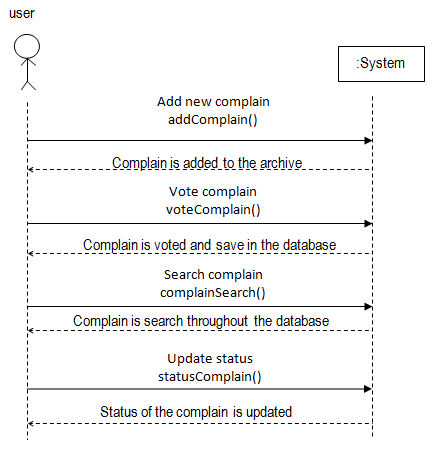 user
:System
Add new complain
addComplain()
Complain is added to the archive
Vote complain
voteComplain()
Complain is voted and save in the database
Search complain
complainSearch()
Complain is search throughout the database
Update status
statusComplain()
Status of the complain is updated